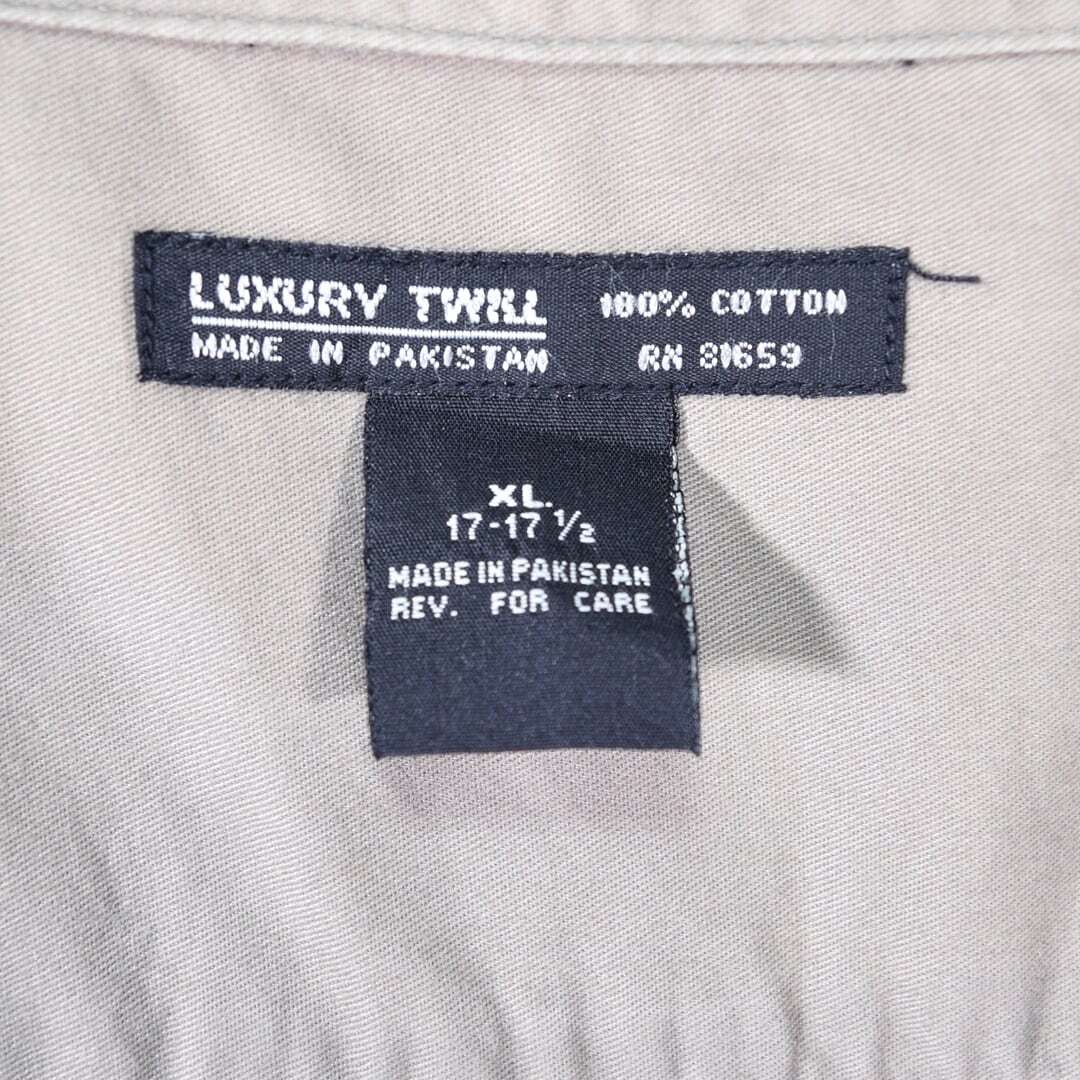 LUXURY TWILL 100% COTTON
MADE IN PAKISTAN RN 81659
XL.
17-17 ½
MADE IN PAKISTAN
REV. FOR CARE